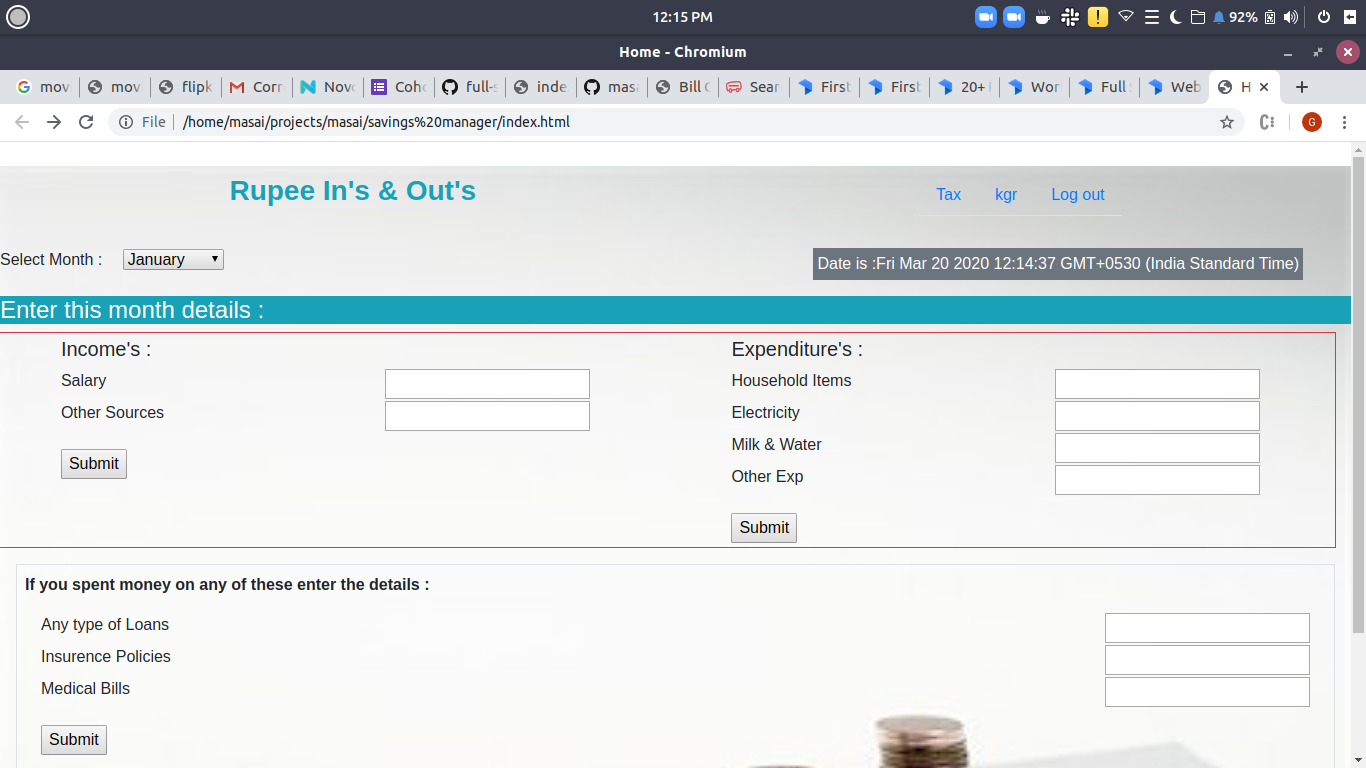 12:15 PM
92%
Home - Chromium
mov
mov
flipk
Corr
Nov
Coho
full-s
inde
masa
Bill C
Sear
First
First
20+
Wor
Full
Web
H
File
/home/masai/projects/masai/savings%20manager/index.html
G
Rupee In's & Out's
Tax
kgr
Log out
Select Month :
January
Date is :Fri Mar 20 2020 12:14:37 GMT+0530 (India Standard Time)
Enter this month details :
Income's :
Salary
Other Sources
Submit
Expenditure's :
Household Items
Electricity
Milk & Water
Other Exp
Submit
If you spent money on any of these enter the details :
Any type of Loans
Insurence Policies
Medical Bills
Submit